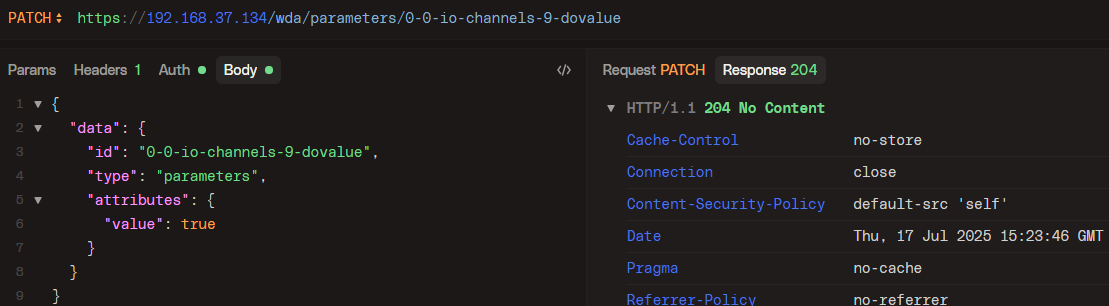 PATCH https://192.168.37.134/wda/parameters/0-0-io-channels-9-dovalue
Params Headers 1 Auth Body
1 {
2 "data": {
3 "id": "0-0-io-channels-9-dovalue",
4 "type": "parameters",
5 "attributes": {
6 "value": true
7 }
8 }
9 }
Request PATCH Response 204
HTTP/1.1 204 No Content
Cache-Control no-store
Connection close
Content-Security-Policy default-src 'self'
Date Thu, 17 Jul 2025 15:23:46 GMT
Pragma no-cache
Referrer-Policy no-referrer